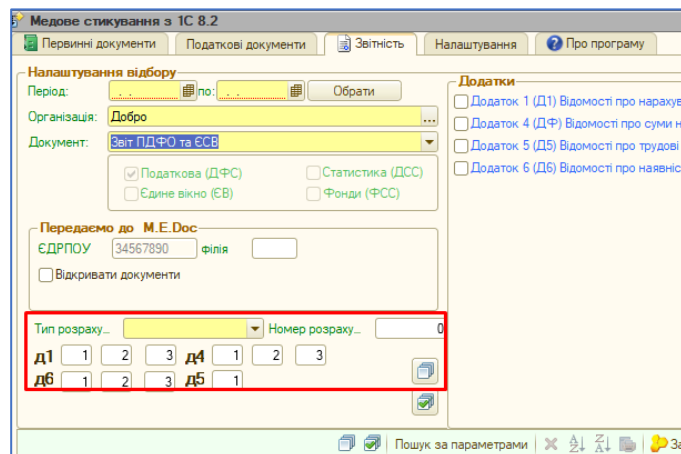 Медове стикування з 1С 8.2
Первинні документи Податкові документи Звітність Налаштування Про програму
Налаштування відбору
Період: . . по: . . Обрати
Організація: Добро ...
Документ: Звіт ПДФО та ЄСВ
Податкова (ДФС) Статистика (ДСС)
Єдине вікно (ЄВ) Фонди (ФСС)
Передаємо до M.E.Doc
ЄДРПОУ 34567890 філія
Відкривати документи
Тип розраху... Номер розраху... 0
д1 1 2 3 д4 1 2 3
д6 1 2 3 д5 1
Додатки
Додаток 1 (Д1) Відомості про нарахув
Додаток 4 (ДФ) Відомості про суми н
Додаток 5 (Д5) Відомості про трудові
Додаток 6 (Д6) Відомості про наявніс
Пошук за параметрами За